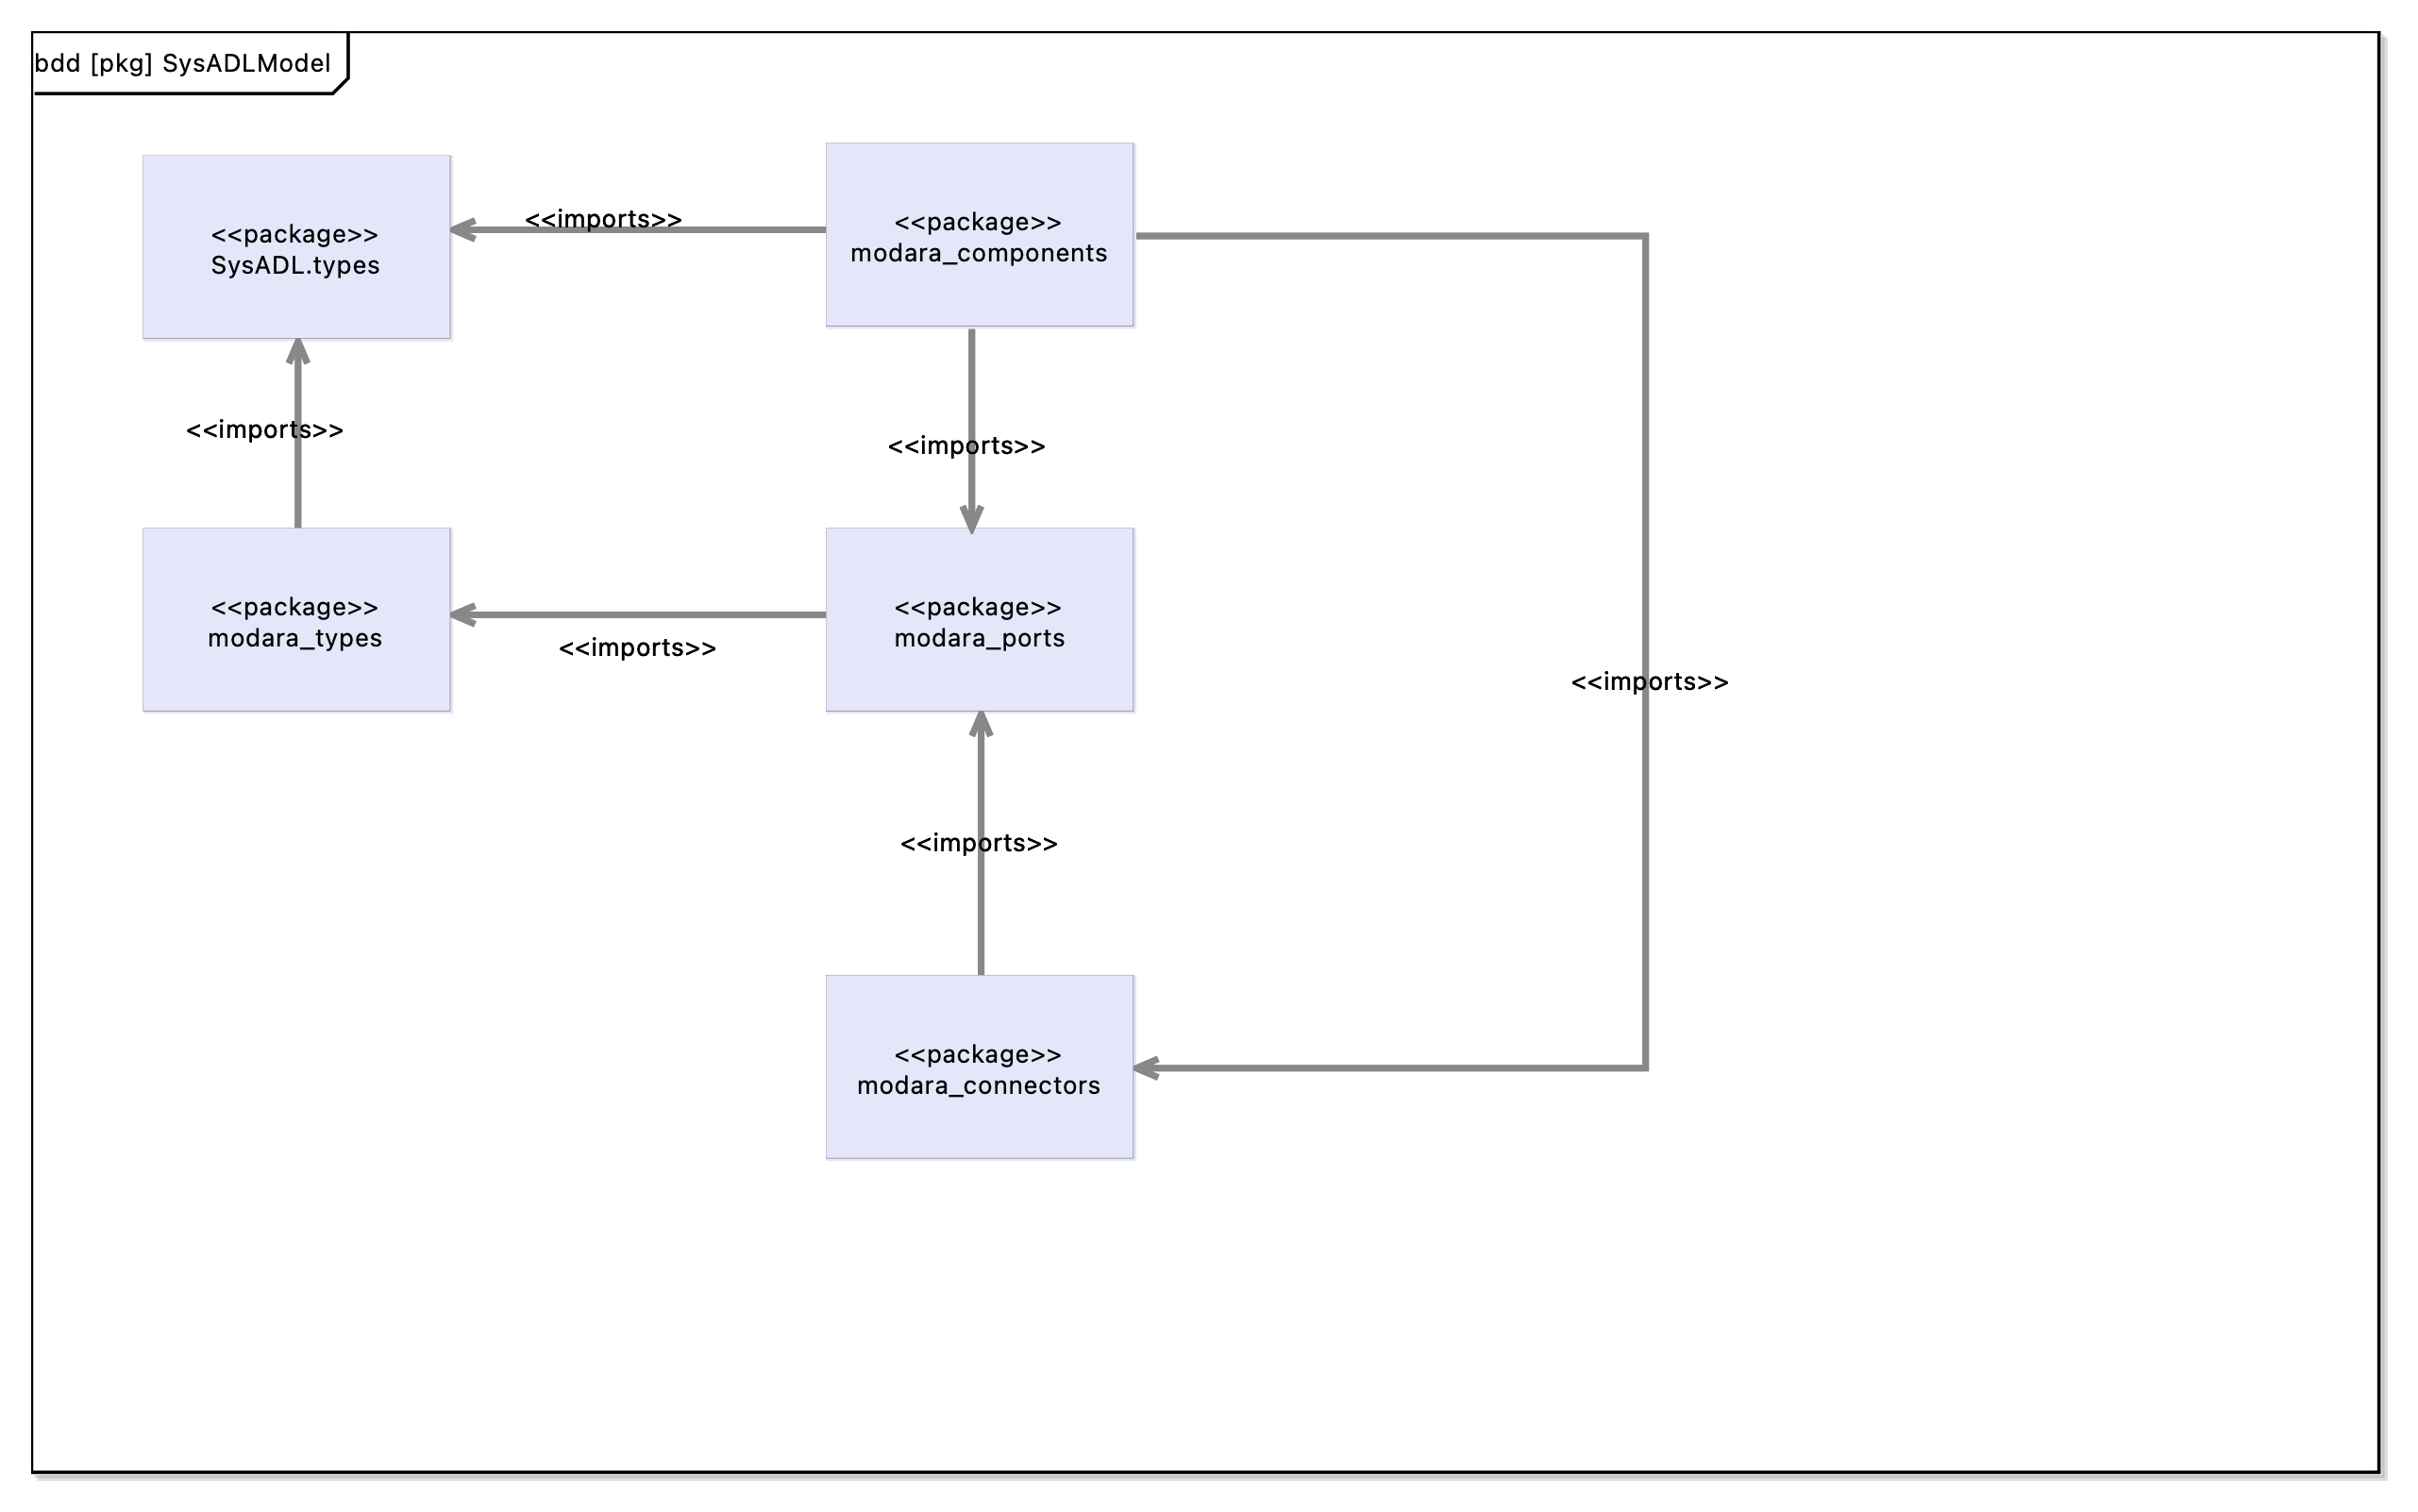 bdd [pkg] SysADLModel
<<package>>
SysADL.types
<<imports>>
<<package>>
modara_components
<<imports>>
<<imports>>
<<package>>
modara_types
<<imports>>
<<package>>
modara_ports
<<imports>>
<<imports>>
<<package>>
modara_connectors